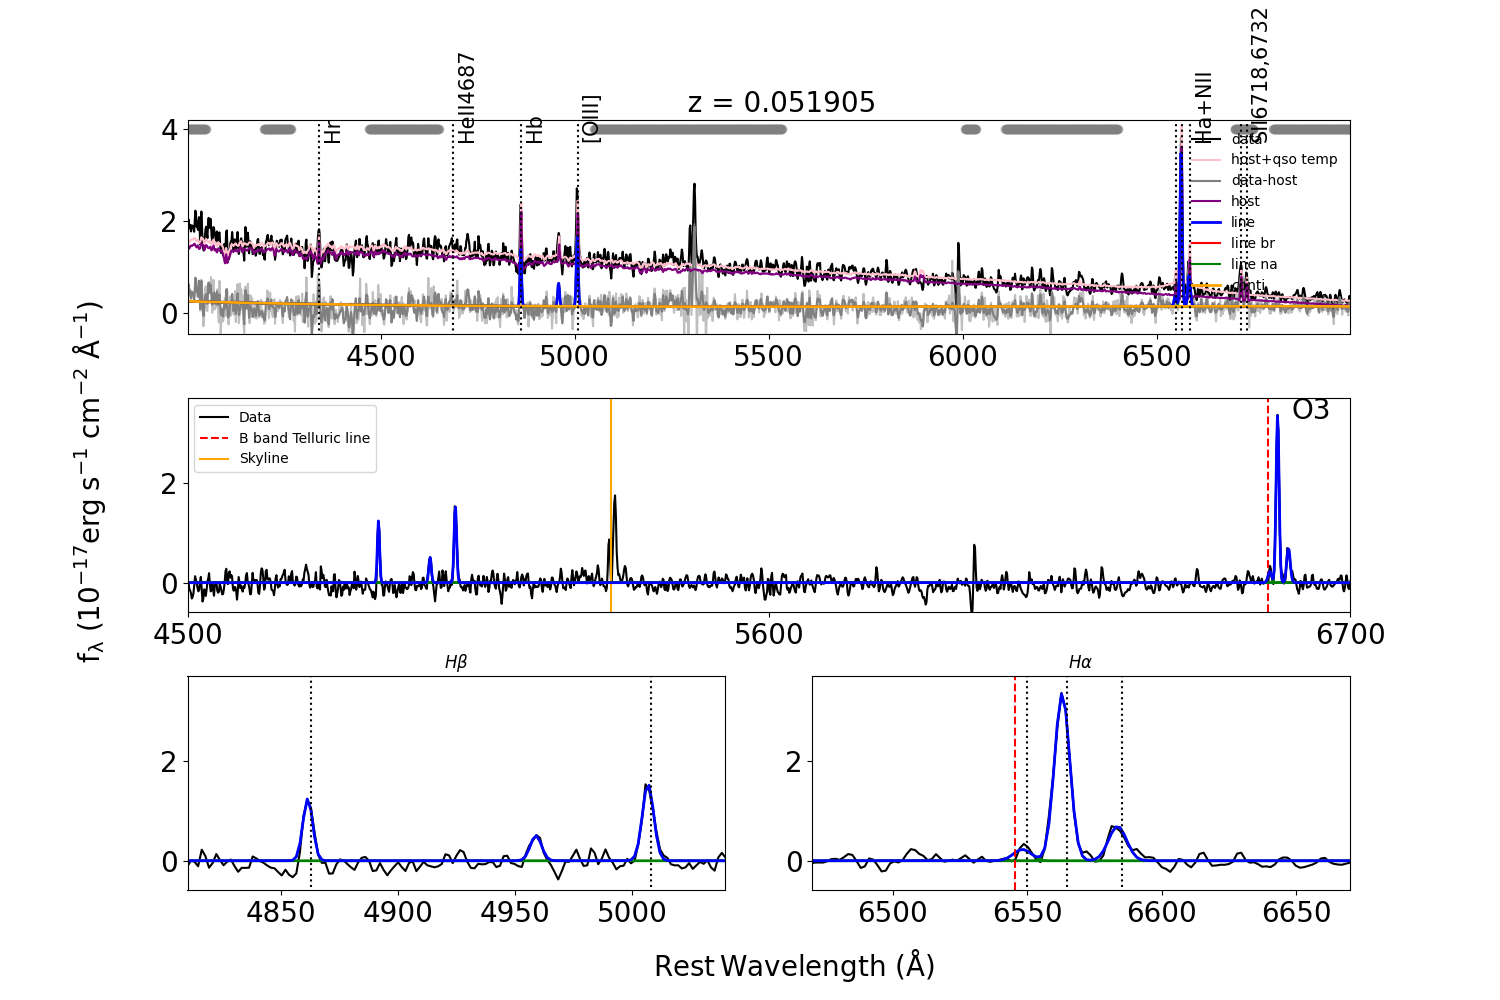 z = 0.051905
Hr
HeII4687
Hb
[OIII]
Ha+NII
SII6718,6732
data
host+qso temp
data-host
host
line
line br
line na
conti
4
2
0
4500 5000 5500 6000 6500
Data
B band Telluric line
Skyline
O3
2
0
4500 5600 6700
fλ (10−17erg s−1 cm−2 Å−1)
Hβ
2
0
4850 4900 4950 5000
Hα
2
0
6500 6550 6600 6650
Rest Wavelength (Å)